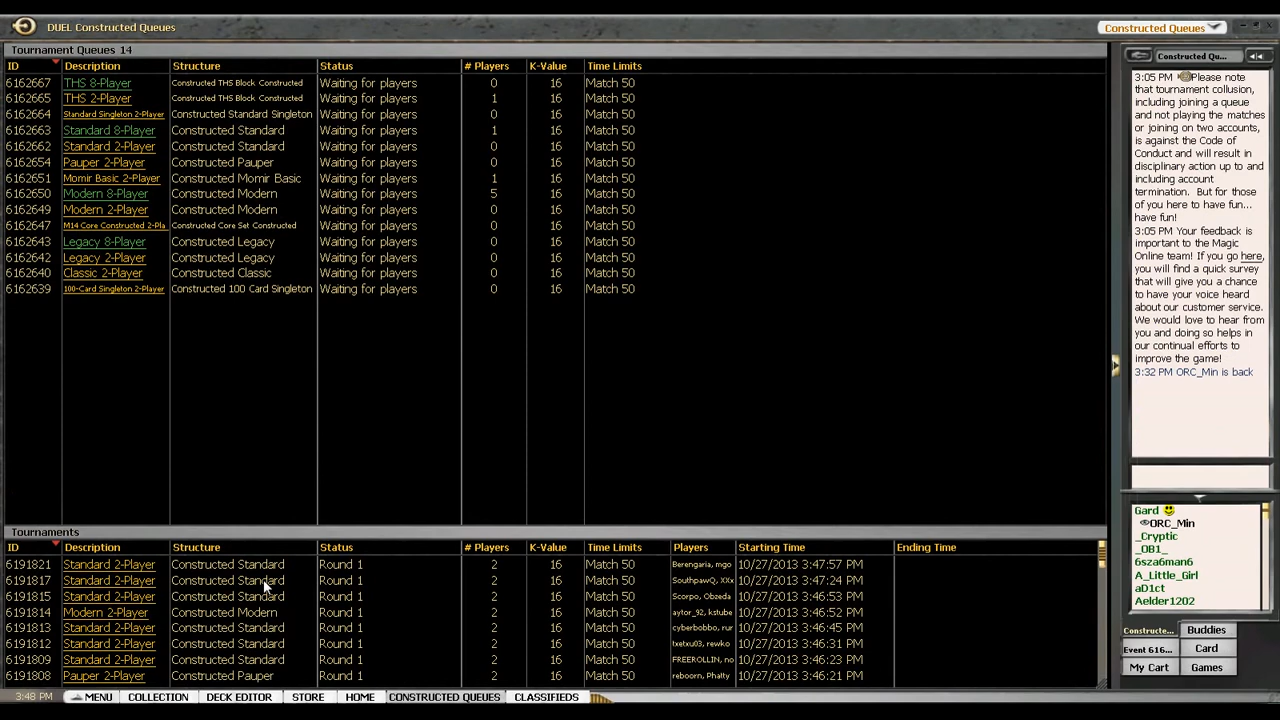 DUEL Constructed Queues
Constructed Queues
Tournament Queues 14
ID Description Structure Status # Players K-Value Time Limits
6162667 THS 8-Player Constructed THS Block Constructed Waiting for players 0 16 Match 50
6162665 THS 2-Player Constructed THS Block Constructed Waiting for players 1 16 Match 50
6162664 Standard Singleton 2-Player Constructed Standard Singleton Waiting for players 0 16 Match 50
6162663 Standard 8-Player Constructed Standard Waiting for players 1 16 Match 50
6162662 Standard 2-Player Constructed Standard Waiting for players 0 16 Match 50
6162654 Pauper 2-Player Constructed Pauper Waiting for players 0 16 Match 50
6162651 Momir Basic 2-Player Constructed Momir Basic Waiting for players 1 16 Match 50
6162650 Modern 8-Player Constructed Modern Waiting for players 5 16 Match 50
6162649 Modern 2-Player Constructed Modern Waiting for players 0 16 Match 50
6162647 M14 Core Constructed 2-Pla Constructed Core Set Constructed Waiting for players 0 16 Match 50
6162643 Legacy 8-Player Constructed Legacy Waiting for players 0 16 Match 50
6162642 Legacy 2-Player Constructed Legacy Waiting for players 0 16 Match 50
6162640 Classic 2-Player Constructed Classic Waiting for players 0 16 Match 50
6162639 100-Card Singleton 2-Player Constructed 100 Card Singleton Waiting for players 0 16 Match 50
Tournaments
ID Description Structure Status # Players K-Value Time Limits Players Starting Time Ending Time
6191821 Standard 2-Player Constructed Standard Round 1 2 16 Match 50 Berengaria, mgo 10/27/2013 3:47:57 PM
6191817 Standard 2-Player Constructed Standard Round 1 2 16 Match 50 SouthpawQ, XXx 10/27/2013 3:47:24 PM
6191815 Standard 2-Player Constructed Standard Round 1 2 16 Match 50 Scorpo, Obzeda 10/27/2013 3:46:53 PM
6191814 Modern 2-Player Constructed Modern Round 1 2 16 Match 50 aytor_92, kstube 10/27/2013 3:46:52 PM
6191813 Standard 2-Player Constructed Standard Round 1 2 16 Match 50 cyberbobbo, rur 10/27/2013 3:46:45 PM
6191812 Standard 2-Player Constructed Standard Round 1 2 16 Match 50 txetxu03, rewko 10/27/2013 3:46:31 PM
6191809 Standard 2-Player Constructed Standard Round 1 2 16 Match 50 FREEROLLIN, no 10/27/2013 3:46:23 PM
6191808 Pauper 2-Player Constructed Pauper Round 1 2 16 Match 50 reboorn, Phatty 10/27/2013 3:46:21 PM
Constructed Qu...
3:05 PM Please note
that tournament collusion,
including joining a queue
and not playing the matches
or joining on two accounts,
is against the Code of
Conduct and will result in
disciplinary action up to
and including account
termination. But for those
of you here to have fun...
have fun!
3:05 PM Your feedback is
important to the Magic
Online team! If you go here,
you will find a quick survey
that will give you a chance
to have your voice heard
about our customer service.
We would love to hear from
you and doing so helps in
our continual efforts to
improve the game!
3:32 PM ORC_Min is back
Gard
ORC_Min
_Cryptic
_OB1_
6sza6man6
A_Little_Girl
aD1ct
Aelder1202
Constructe... Buddies
Event 616... Card
My Cart Games
3:48 PM MENU COLLECTION DECK EDITOR STORE HOME CONSTRUCTED QUEUES CLASSIFIEDS